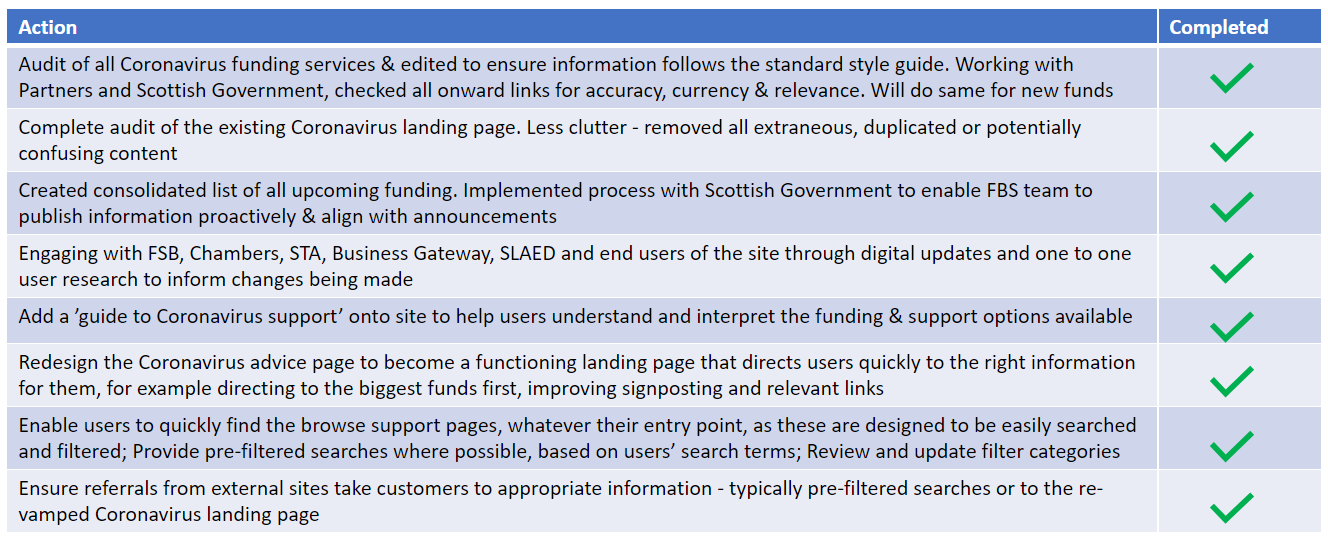 Action
Completed
Audit of all Coronavirus funding services & edited to ensure information follows the standard style guide. Working with
Partners and Scottish Government, checked all onward links for accuracy, currency & relevance. Will do same for new funds
Complete audit of the existing Coronavirus landing page. Less clutter - removed all extraneous, duplicated or potentially
confusing content
Created consolidated list of all upcoming funding. Implemented process with Scottish Government to enable FBS team to
publish information proactively & align with announcements
Engaging with FSB, Chambers, STA, Business Gateway, SLAED and end users of the site through digital updates and one to one
user research to inform changes being made
Add a ’guide to Coronavirus support’ onto site to help users understand and interpret the funding & support options available
Redesign the Coronavirus advice page to become a functioning landing page that directs users quickly to the right information
for them, for example directing to the biggest funds first, improving signposting and relevant links
Enable users to quickly find the browse support pages, whatever their entry point, as these are designed to be easily searched
and filtered; Provide pre-filtered searches where possible, based on users’ search terms; Review and update filter categories
Ensure referrals from external sites take customers to appropriate information - typically pre-filtered searches or to the re-
vamped Coronavirus landing page